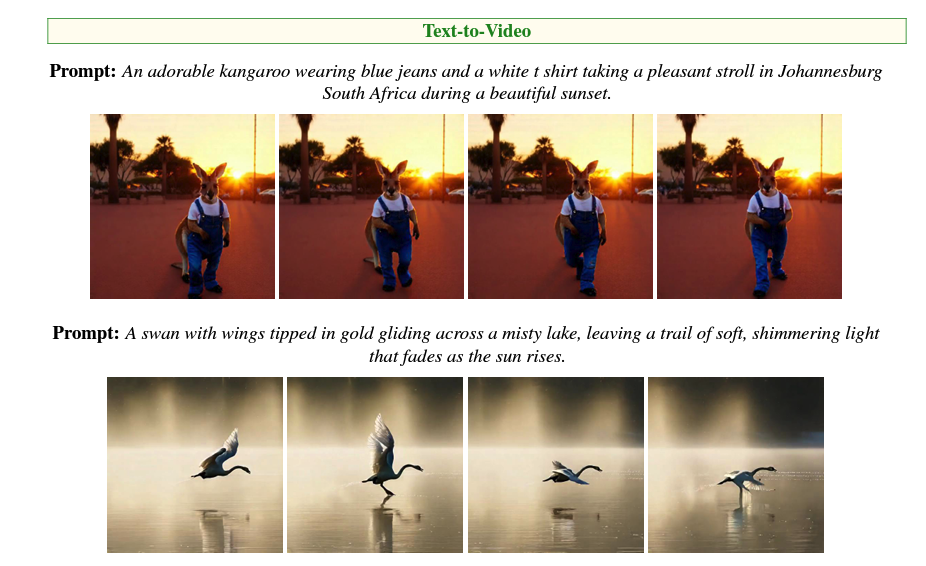 Text-to-Video
Prompt: An adorable kangaroo wearing blue jeans and a white t shirt taking a pleasant stroll in Johannesburg
South Africa during a beautiful sunset.
Prompt: A swan with wings tipped in gold gliding across a misty lake, leaving a trail of soft, shimmering light
that fades as the sun rises.